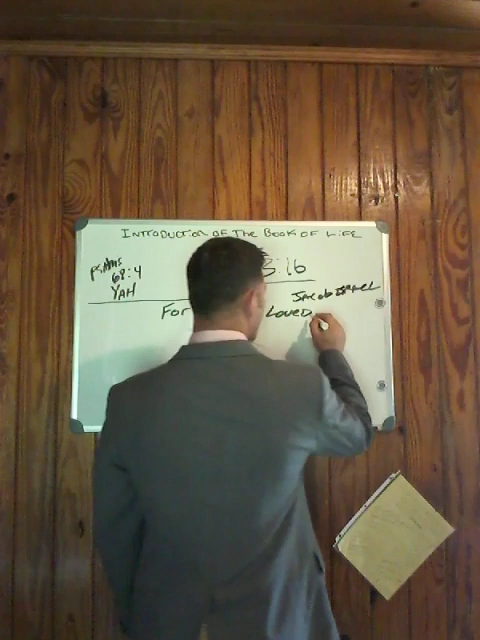 INTRODUCTION OF THE BOOK OF LIFE
PSALMS
68:4
YAH
3:16
JACOB ISRAEL
FOR LOVED